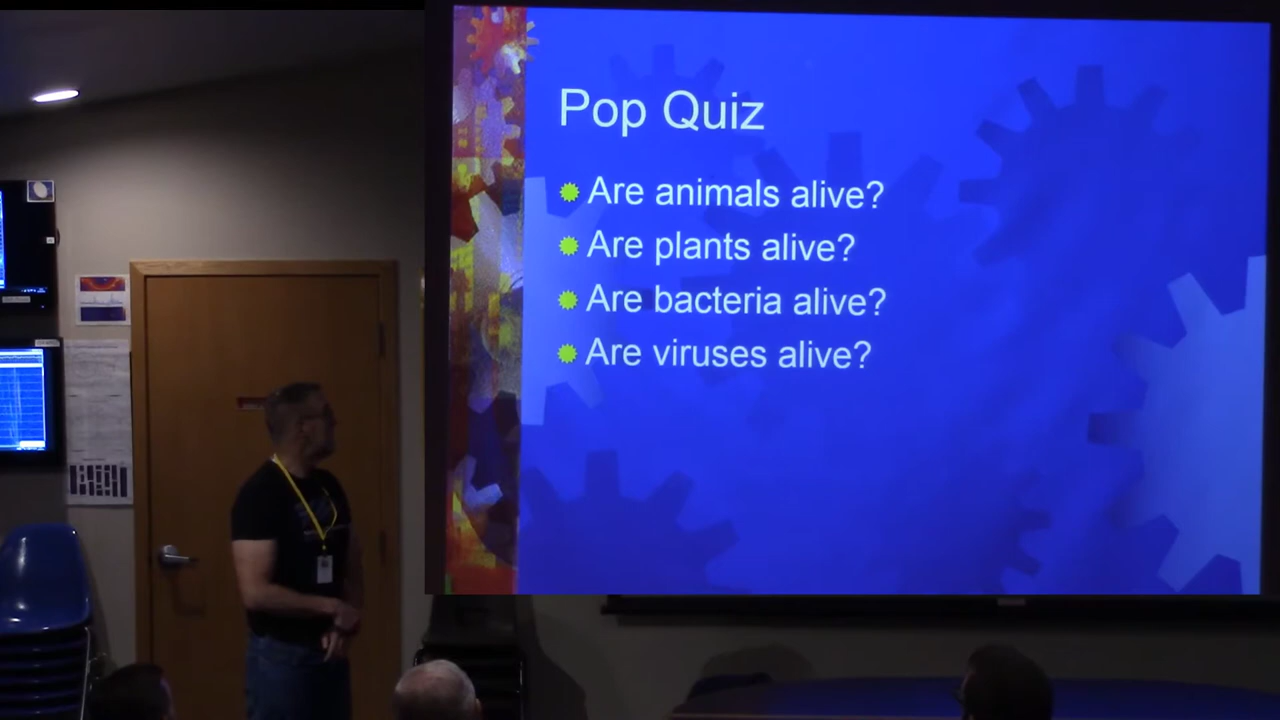 Pop Quiz
Are animals alive?
Are plants alive?
Are bacteria alive?
Are viruses alive?